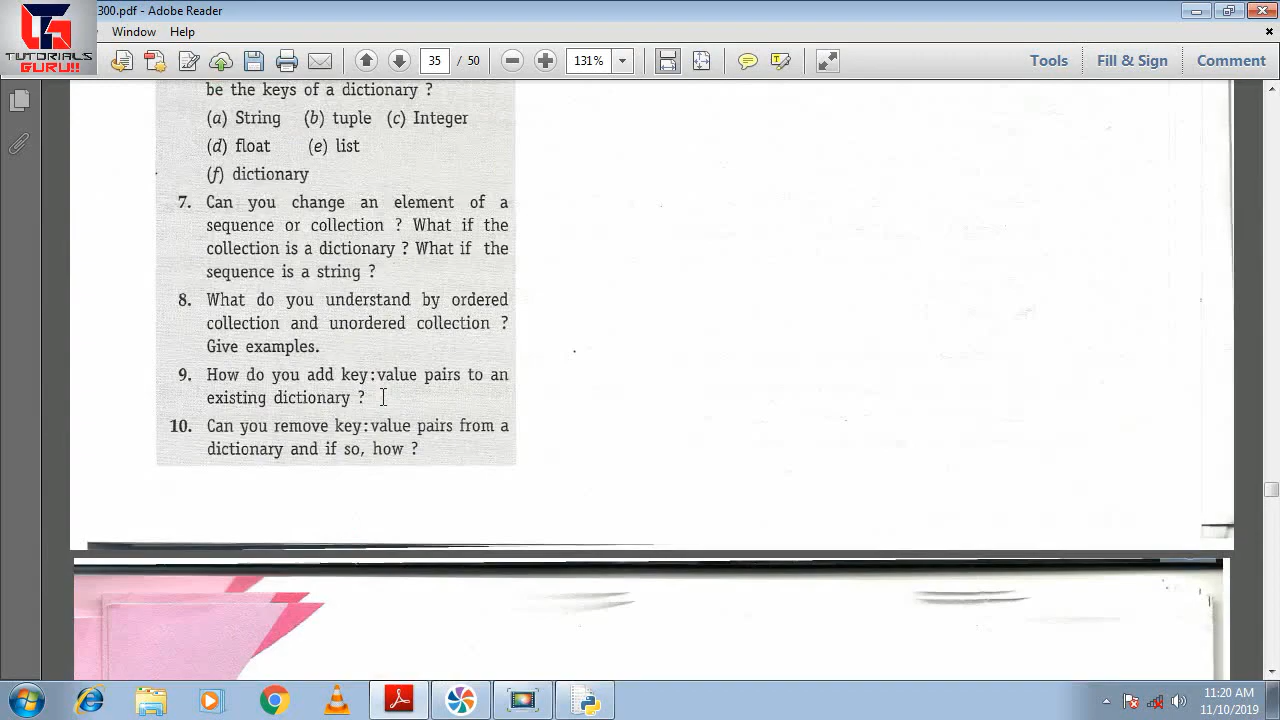 300.pdf - Adobe Reader
TUTORIALS
GURU!!
Window Help
35 / 50 131% Tools Fill & Sign Comment
be the keys of a dictionary ?
(a) String (b) tuple (c) Integer
(d) float (e) list
(f) dictionary
7. Can you change an element of a
sequence or collection ? What if the
collection is a dictionary ? What if the
sequence is a string ?
8. What do you understand by ordered
collection and unordered collection ?
Give examples.
9. How do you add key:value pairs to an
existing dictionary ?
10. Can you remove key:value pairs from a
dictionary and if so, how ?
11:20 AM
11/10/2019